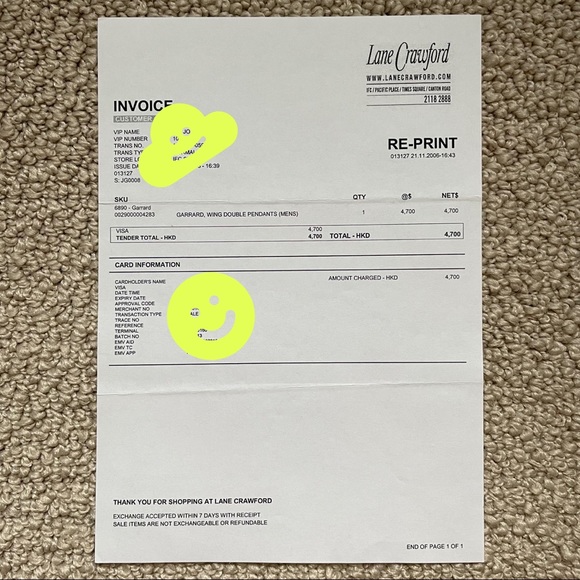 Lane Crawford
WWW.LANECRAWFORD.COM
IFC / PACIFIC PLACE / TIMES SQUARE / CANTON ROAD
2118 2888
INVOICE
CUSTOMER
VIP NAME JO
VIP NUMBER
TRANS NO.
TRANS TYP
STORE L
ISSUE DA - 16:39
013127
S: JG0008
RE-PRINT
013127 21.11.2006-16:43
SKU QTY @$ NET$
6890 - Garrard
0029000004283 GARRARD, WING DOUBLE PENDANTS (MENS) 1 4,700 4,700
VISA 4,700
TENDER TOTAL - HKD 4,700 TOTAL - HKD 4,700
CARD INFORMATION
AMOUNT CHARGED - HKD 4,700
CARDHOLDER'S NAME
VISA
DATE TIME
EXPIRY DATE
APPROVAL CODE
MERCHANT NO
TRANSACTION TYPE ALE
TRACE NO
REFERENCE
TERMINAL
BATCH NO
EMV AID
EMV TC
EMV APP
THANK YOU FOR SHOPPING AT LANE CRAWFORD
EXCHANGE ACCEPTED WITHIN 7 DAYS WITH RECEIPT
SALE ITEMS ARE NOT EXCHANGEABLE OR REFUNDABLE
END OF PAGE 1 OF 1